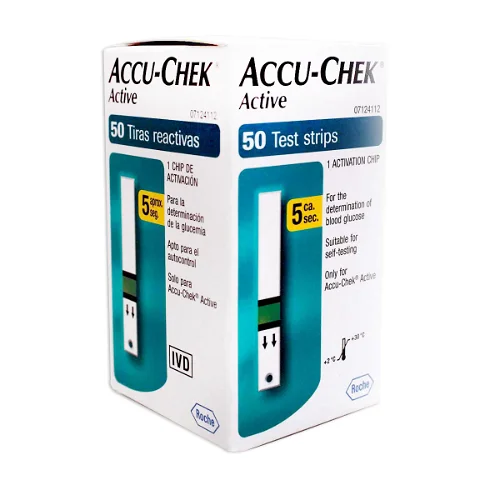 ACCU-CHEK®
Active
50 Tiras reactivas
1 CHIP DE
ACTIVACIÓN
5 aprox.
seg.
Para la
determinación
de la glucemia
Apto para el
autocontrol
Solo para
Accu-Chek® Active
IVD
Roche
ACCU-CHEK®
Active
07124112
50 Test strips
1 ACTIVATION CHIP
5 ca.
sec.
For the
determination of
blood glucose
Suitable for
self-testing
Only for
Accu-Chek® Active
+30 °C
+2 °C
Roche